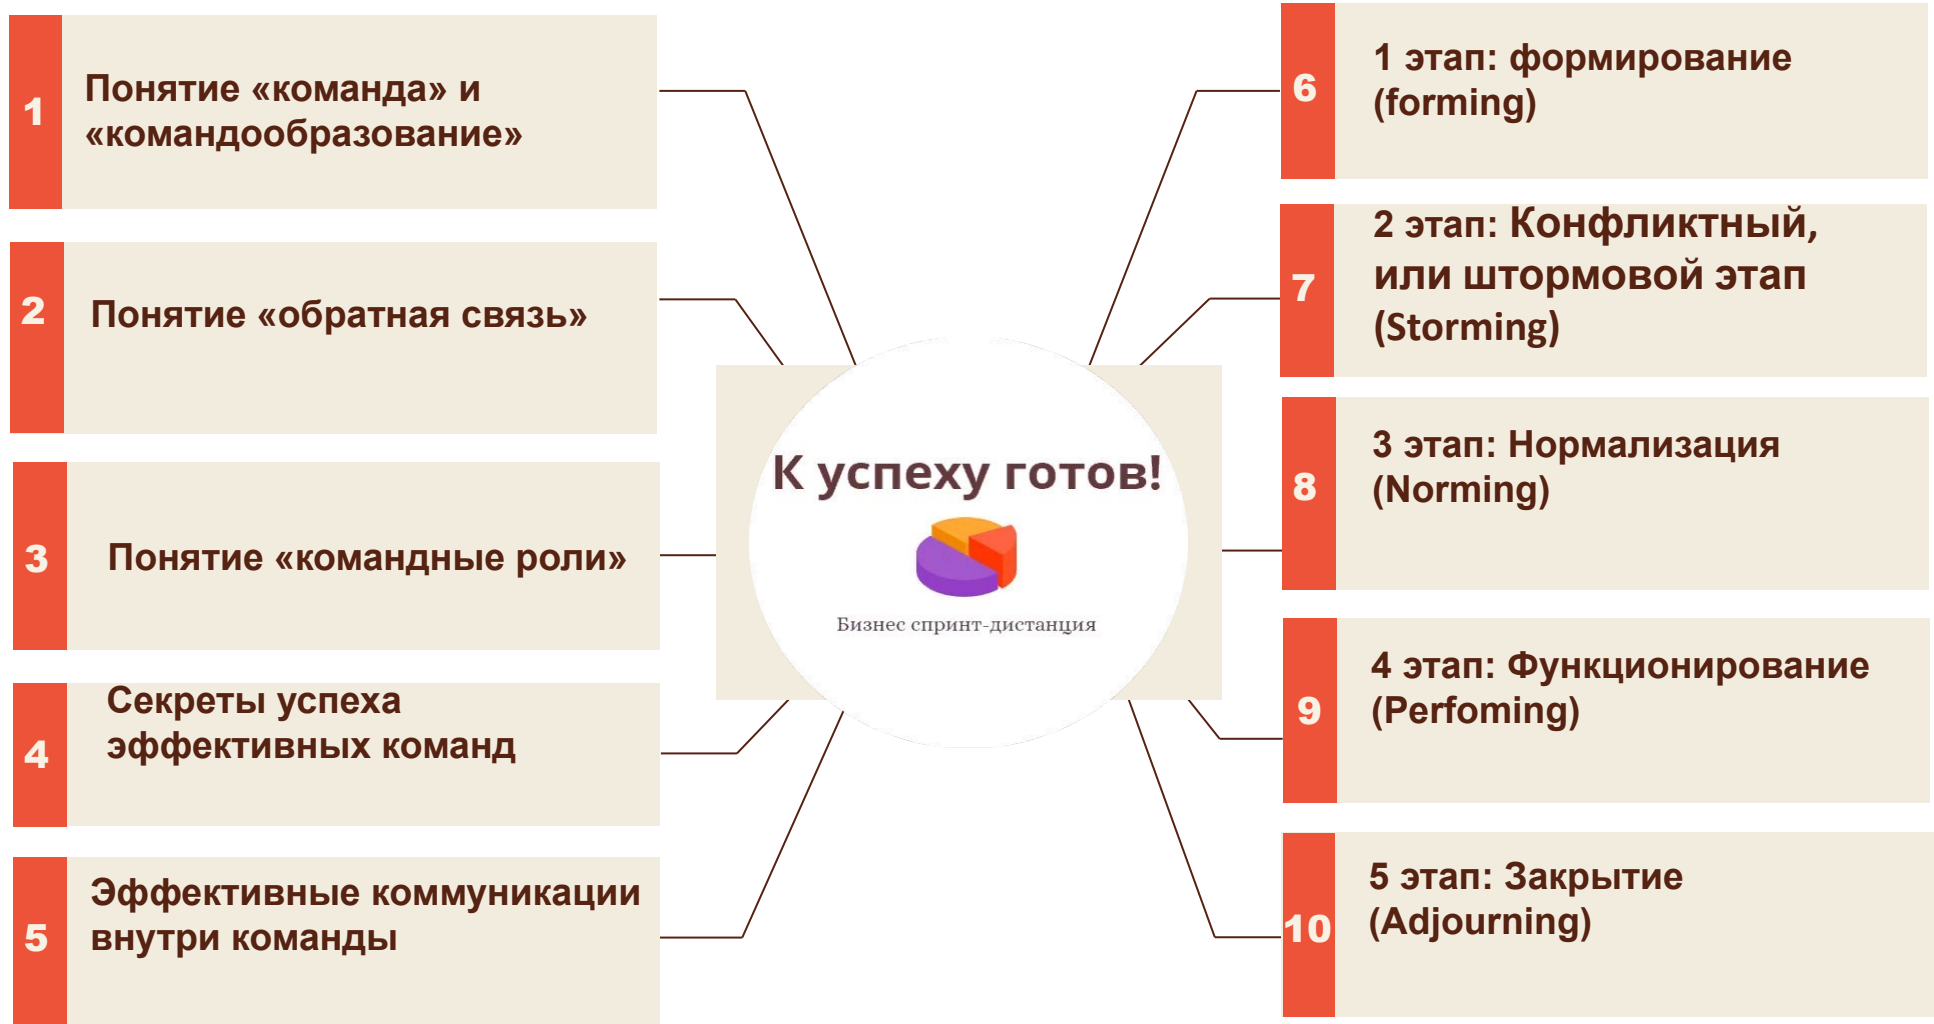 1
Понятие «команда» и
«командообразование»
2
Понятие «обратная связь»
3
Понятие «командные роли»
4
Секреты успеха
эффективных команд
5
Эффективные коммуникации
внутри команды
К успеху готов!
Бизнес спринт-дистанция
6
1 этап: формирование
(forming)
7
2 этап: Конфликтный,
или штормовой этап
(Storming)
8
3 этап: Нормализация
(Norming)
9
4 этап: Функционирование
(Perfoming)
10
5 этап: Закрытие
(Adjourning)